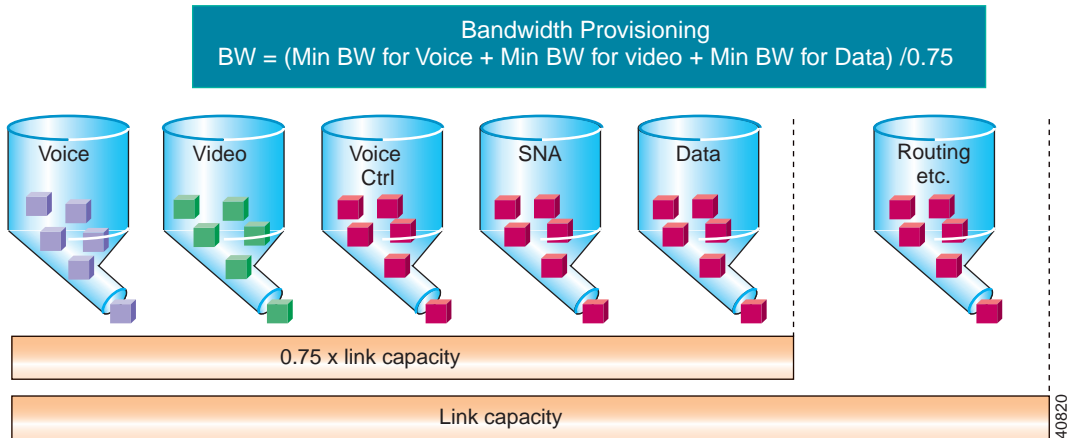 Bandwidth Provisioning
BW = (Min BW for Voice + Min BW for video + Min BW for Data) /0.75
Voice
Video
Voice
Ctrl
SNA
Data
Routing
etc.
0.75 x link capacity
Link capacity
40820